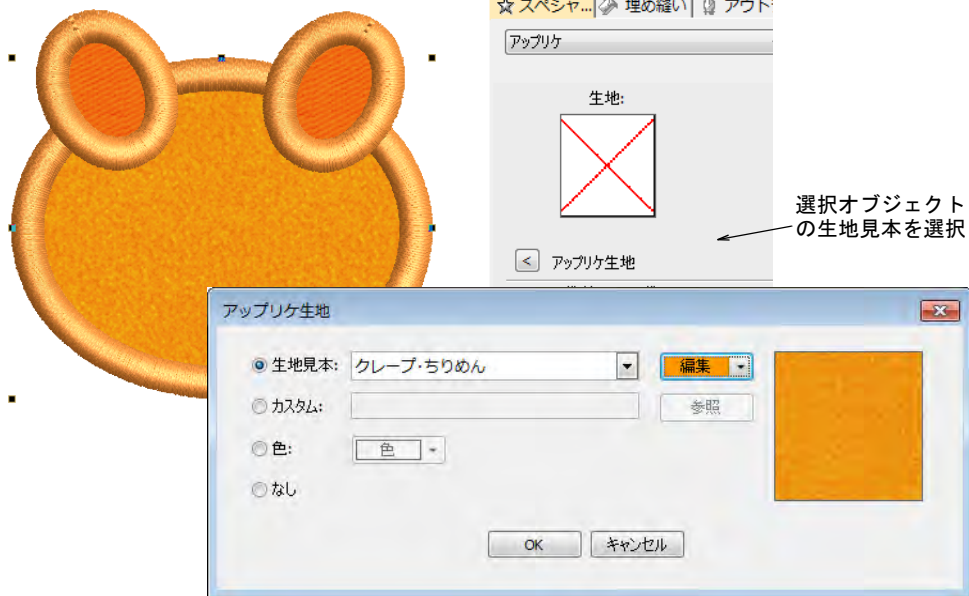 スペシャ... 埋め縫い アウト
アップリケ
生地:
選択オブジェクト
の生地見本を選択
< アップリケ生地
アップリケ生地
生地見本: クレープ・ちりめん 編集
カスタム: 参照
色: 色
なし
OK キャンセル